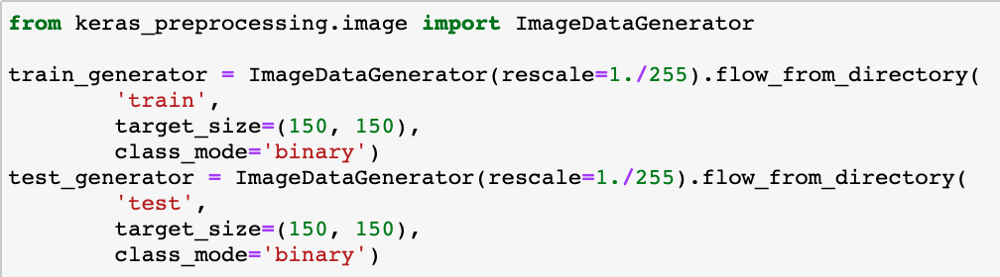 from keras_preprocessing.image import ImageDataGenerator
train_generator = ImageDataGenerator(rescale=1./255).flow_from_directory(
        'train',
        target_size=(150, 150),
        class_mode='binary')
test_generator = ImageDataGenerator(rescale=1./255).flow_from_directory(
        'test',
        target_size=(150, 150),
        class_mode='binary')